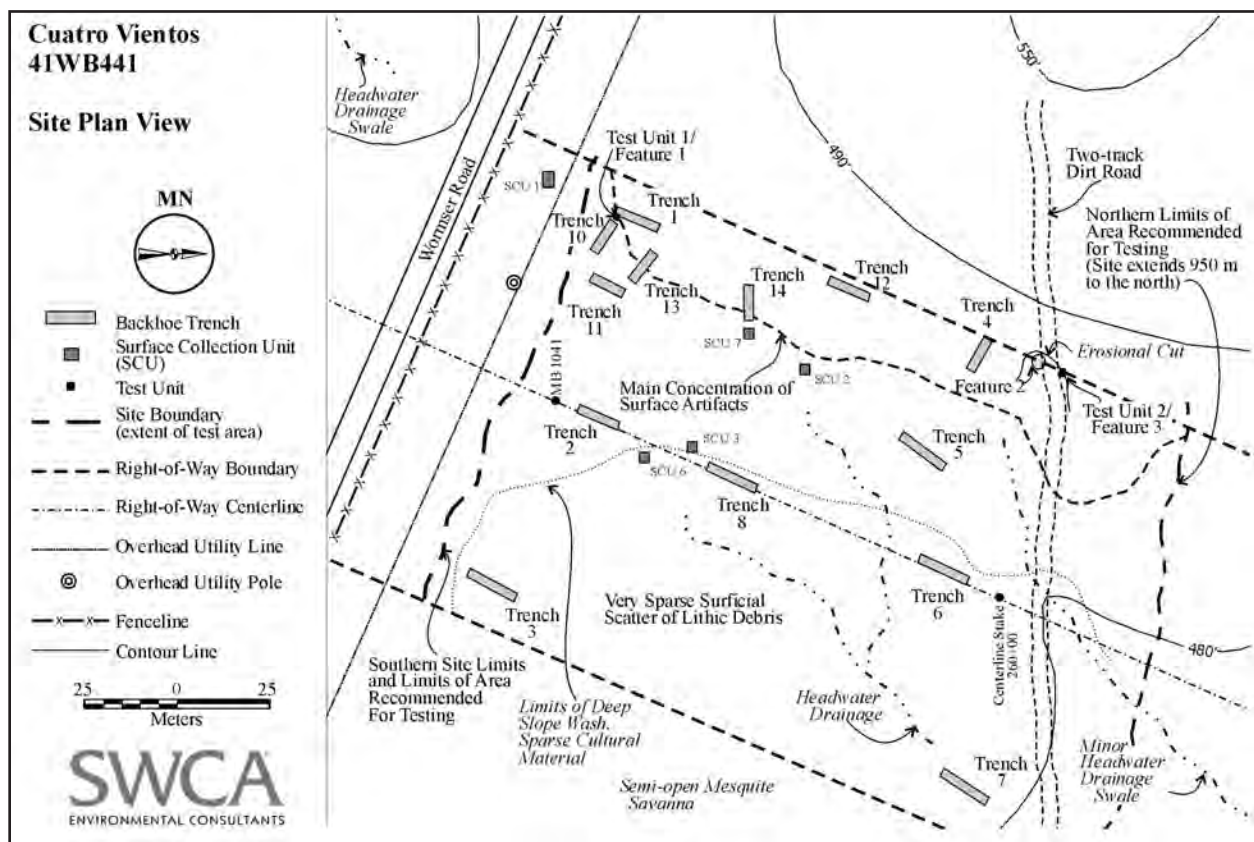 Cuatro Vientos
41WB441
Site Plan View
MN
Backhoe Trench
Surface Collection Unit
(SCU)
Test Unit
Site Boundary
(extent of test area)
Right-of-Way Boundary
Right-of-Way Centerline
Overhead Utility Line
Overhead Utility Pole
Fenceline
Contour Line
25 0 25
Meters
SWCA
ENVIRONMENTAL CONSULTANTS
Headwater
Drainage
Swale
Wormser Road
SCU 1
Test Unit 1/
Feature 1
Trench
1
Trench
10
Trench
11
Trench
13
Trench
14
Trench
12
Trench
4
490'
550'
Two-track
Dirt Road
Northern Limits of
Area Recommended
for Testing
(Site extends 950 m
to the north)
Erosional Cut
Feature 2
Test Unit 2/
Feature 3
SCU 7
SCU 2
Main Concentration of
Surface Artifacts
MB 1041
Trench
2
SCU 3
SCU 6
Trench
8
Trench
5
Trench
6
Trench
3
Very Sparse Surficial
Scatter of Lithic Debris
Centerline Stake
260+00
480'
Southern Site Limits
and Limits of Area
Recommended
For Testing
Limits of Deep
Slope Wash,
Sparse Cultural
Material
Headwater
Drainage
Trench
7
Minor
Headwater
Drainage
Swale
Semi-open Mesquite
Savanna